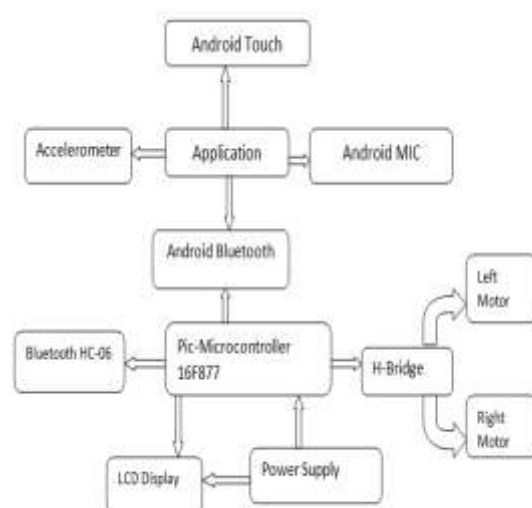 Android Touch
Accelerometer
Application
Android MIC
Android Bluetooth
Left
Motor
Bluetooth HC-06
Pic-Microcontroller
16F877
H-Bridge
Right
Motor
LCD Display
Power Supply